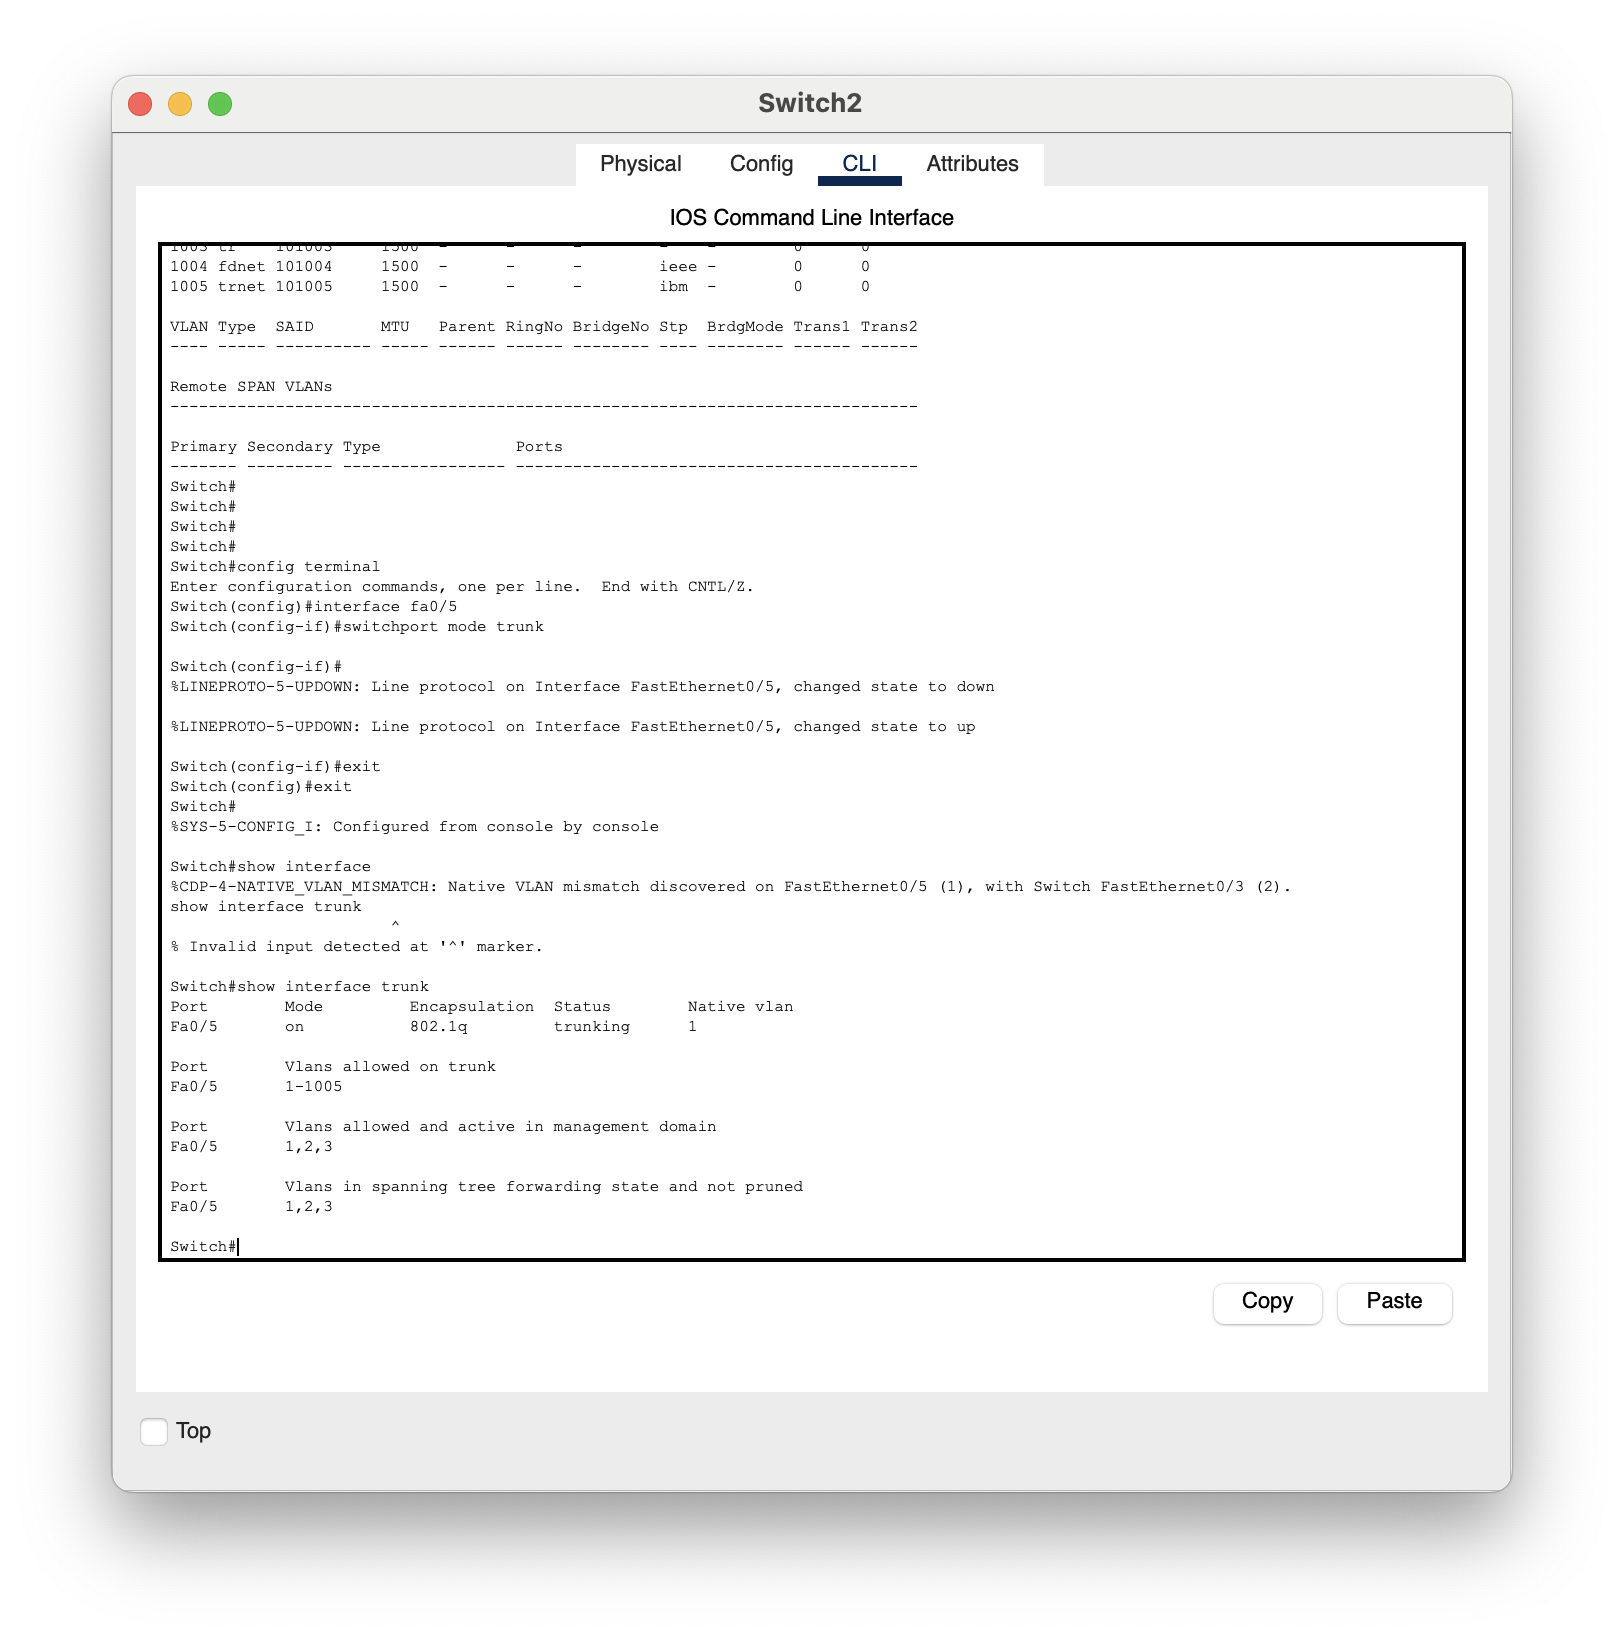 Switch2
Physical Config CLI Attributes
IOS Command Line Interface
1003 tr    101003     1500  -      -      -        -    -        0      0
1004 fdnet 101004     1500  -      -      -        ieee -        0      0
1005 trnet 101005     1500  -      -      -        ibm  -        0      0
VLAN Type  SAID       MTU   Parent RingNo BridgeNo Stp  BrdgMode Trans1 Trans2
---- ----- ---------- ----- ------ ------ -------- ---- -------- ------ ------
Remote SPAN VLANs
------------------------------------------------------------------------------
Primary Secondary Type              Ports
------- --------- ----------------- ------------------------------------------
Switch#
Switch#
Switch#
Switch#
Switch#config terminal
Enter configuration commands, one per line.  End with CNTL/Z.
Switch(config)#interface fa0/5
Switch(config-if)#switchport mode trunk
Switch(config-if)#
%LINEPROTO-5-UPDOWN: Line protocol on Interface FastEthernet0/5, changed state to down
%LINEPROTO-5-UPDOWN: Line protocol on Interface FastEthernet0/5, changed state to up
Switch(config-if)#exit
Switch(config)#exit
Switch#
%SYS-5-CONFIG_I: Configured from console by console
Switch#show interface
%CDP-4-NATIVE_VLAN_MISMATCH: Native VLAN mismatch discovered on FastEthernet0/5 (1), with Switch FastEthernet0/3 (2).
show interface trunk
^
% Invalid input detected at '^' marker.
Switch#show interface trunk
Port        Mode         Encapsulation  Status        Native vlan
Fa0/5       on           802.1q         trunking      1
Port        Vlans allowed on trunk
Fa0/5       1-1005
Port        Vlans allowed and active in management domain
Fa0/5       1,2,3
Port        Vlans in spanning tree forwarding state and not pruned
Fa0/5       1,2,3
Switch#
Copy Paste
Top